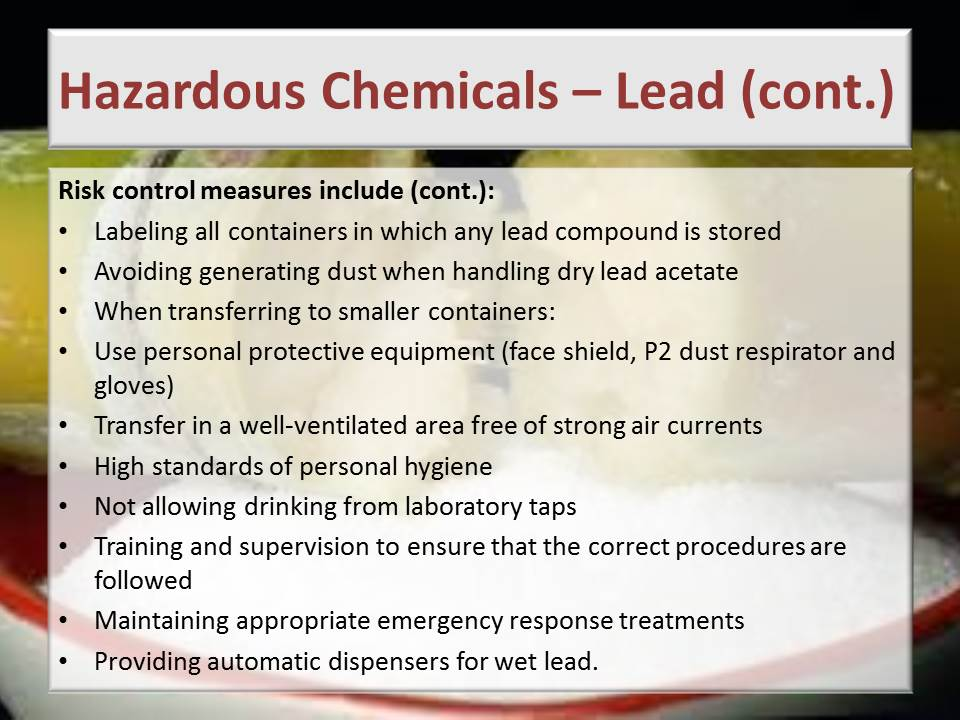 Hazardous Chemicals – Lead (cont.)
Risk control measures include (cont.):
• Labeling all containers in which any lead compound is stored
• Avoiding generating dust when handling dry lead acetate
• When transferring to smaller containers:
• Use personal protective equipment (face shield, P2 dust respirator and
gloves)
• Transfer in a well-ventilated area free of strong air currents
• High standards of personal hygiene
• Not allowing drinking from laboratory taps
• Training and supervision to ensure that the correct procedures are
followed
• Maintaining appropriate emergency response treatments
• Providing automatic dispensers for wet lead.